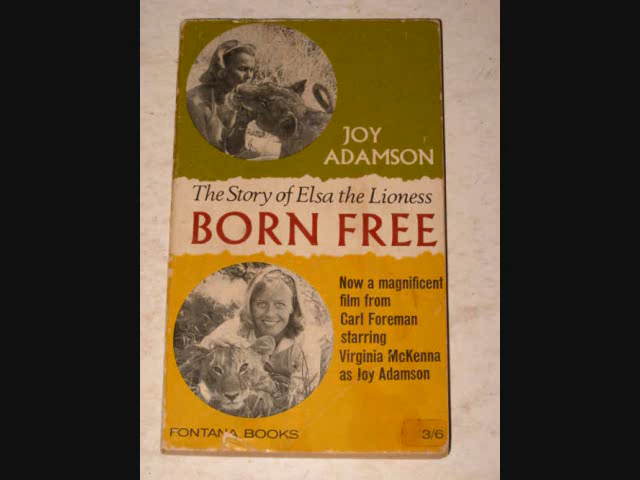 JOY
ADAMSON
The Story of Elsa the Lioness
BORN FREE
Now a magnificent
film from
Carl Foreman
starring
Virginia McKenna
as Joy Adamson
FONTANA BOOKS 3/6